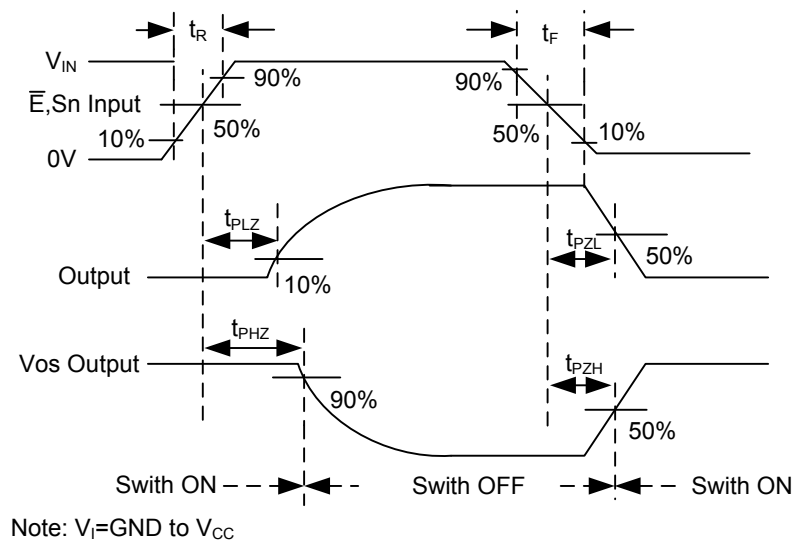 tR
tF
VIN
90%
90%
E̅,Sn Input
50%
50%
10%
10%
0V
tPLZ
tPZL
50%
Output
10%
tPHZ
Vos Output
tPZH
90%
50%
Swith ON
Swith OFF
Swith ON
Note: VI=GND to VCC